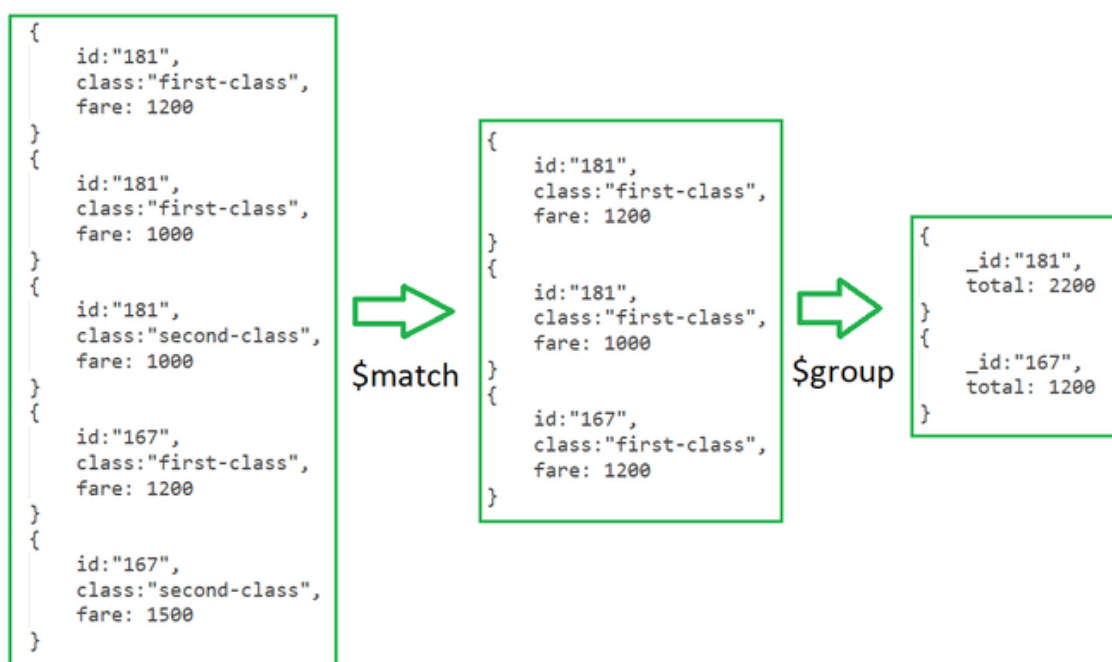 {
id:"181",
class:"first-class",
fare: 1200
}
{
id:"181",
class:"first-class",
fare: 1000
}
{
id:"181",
class:"second-class",
fare: 1000
}
{
id:"167",
class:"first-class",
fare: 1200
}
{
id:"167",
class:"second-class",
fare: 1500
}
$match
{
id:"181",
class:"first-class",
fare: 1200
}
{
id:"181",
class:"first-class",
fare: 1000
}
{
id:"167",
class:"first-class",
fare: 1200
}
$group
{
_id:"181",
total: 2200
}
{
_id:"167",
total: 1200
}